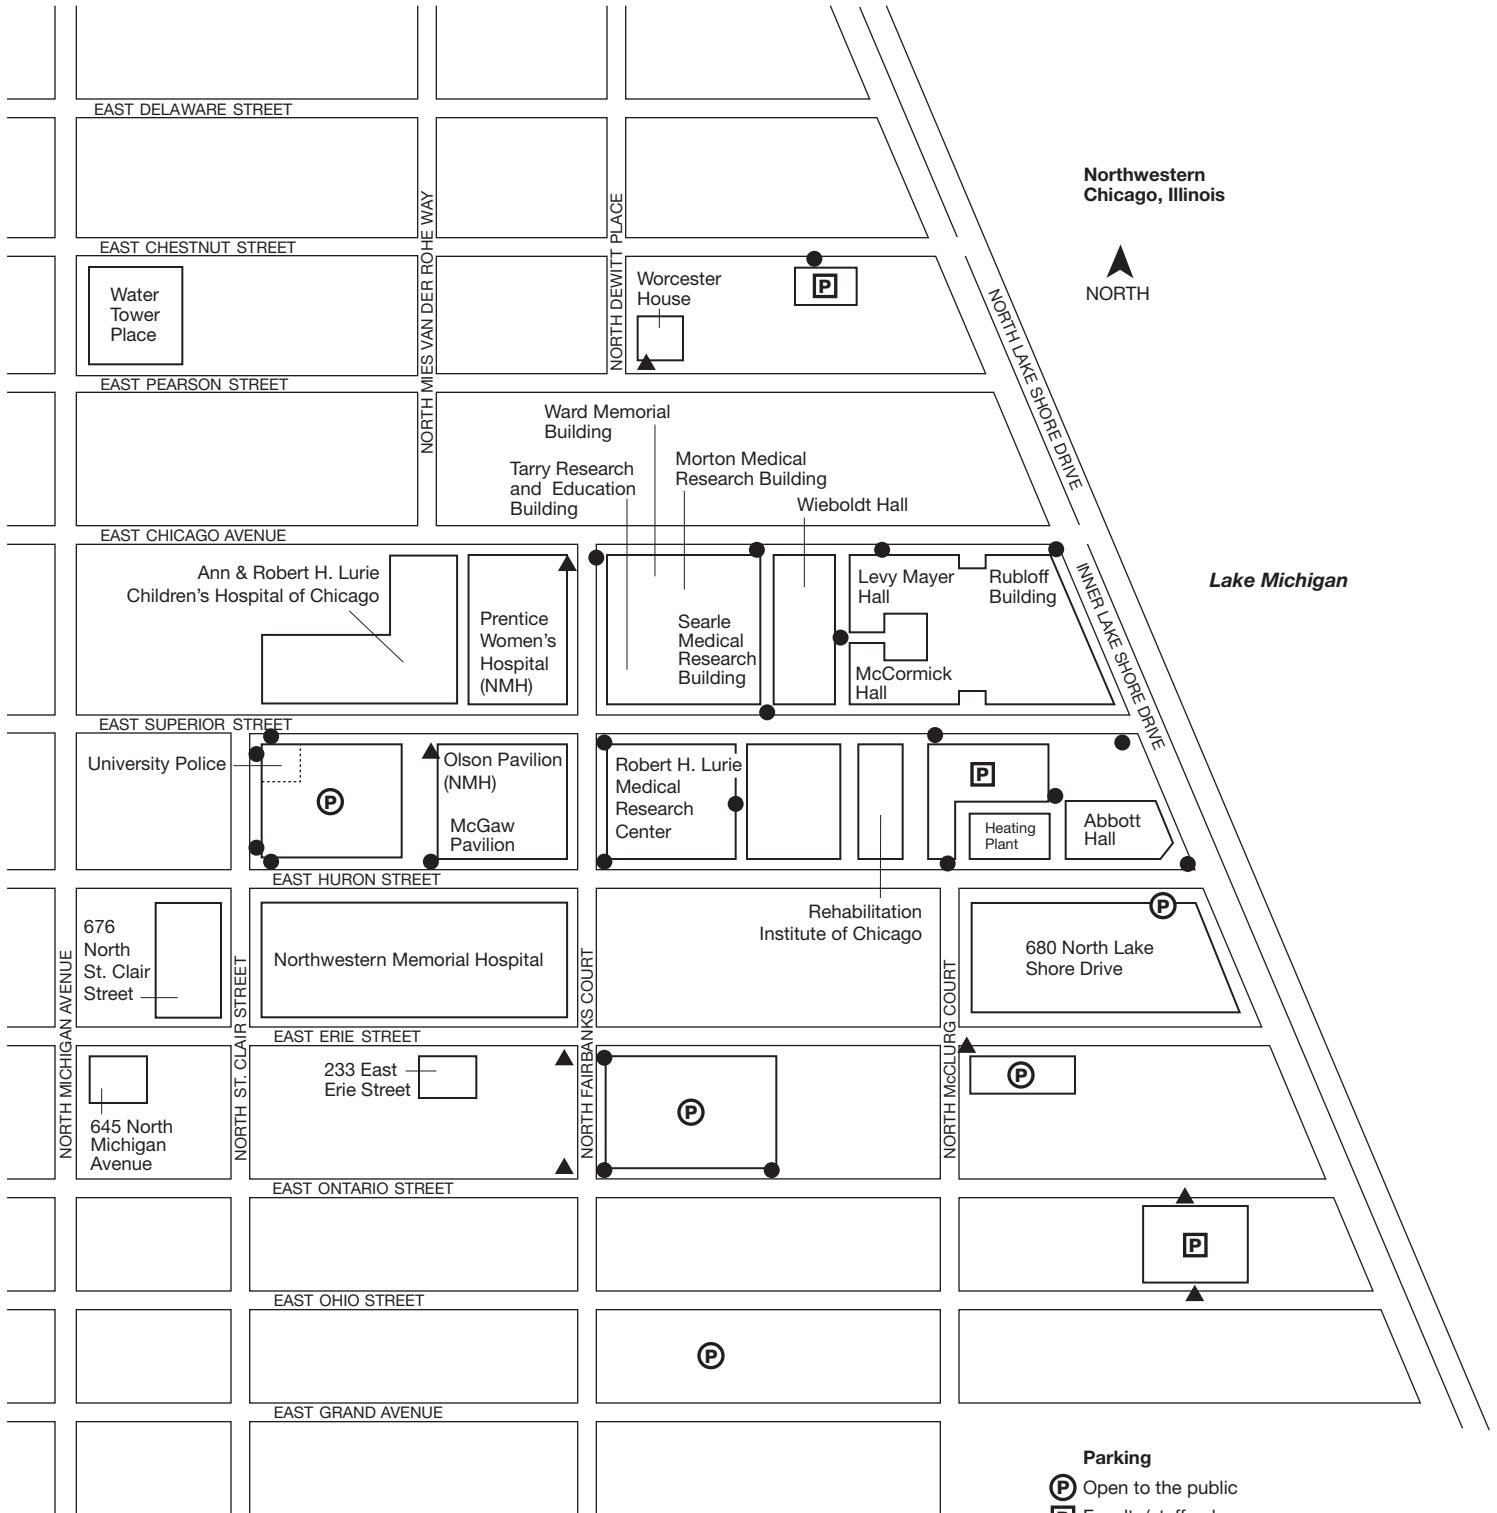 EAST DELAWARE STREET
Northwestern
Chicago, Illinois
NORTH
NORTH MIES VAN DER ROHE WAY
NORTH DEWITT PLACE
EAST CHESTNUT STREET
Water
Tower
Place
Worcester
House
P
NORTH LAKE SHORE DRIVE
EAST PEARSON STREET
Ward Memorial
Building
Tarry Research
and Education
Building
Morton Medical
Research Building
Wieboldt Hall
EAST CHICAGO AVENUE
Ann & Robert H. Lurie
Children's Hospital of Chicago
Prentice
Women's
Hospital
(NMH)
Searle
Medical
Research
Building
Levy Mayer
Hall
Rubloff
Building
McCormick
Hall
INNER LAKE SHORE DRIVE
Lake Michigan
EAST SUPERIOR STREET
University Police
P
Olson Pavilion
(NMH)
McGaw
Pavilion
Robert H. Lurie
Medical
Research
Center
P
Heating
Plant
Abbott
Hall
EAST HURON STREET
Rehabilitation
Institute of Chicago
676
North
St. Clair
Street
Northwestern Memorial Hospital
P
680 North Lake
Shore Drive
NORTH MICHIGAN AVENUE
NORTH ST. CLAIR STREET
NORTH FAIRBANKS COURT
NORTH McCLURG COURT
EAST ERIE STREET
233 East
Erie Street
645 North
Michigan
Avenue
P
P
EAST ONTARIO STREET
P
EAST OHIO STREET
P
EAST GRAND AVENUE
Parking
P Open to the public
P